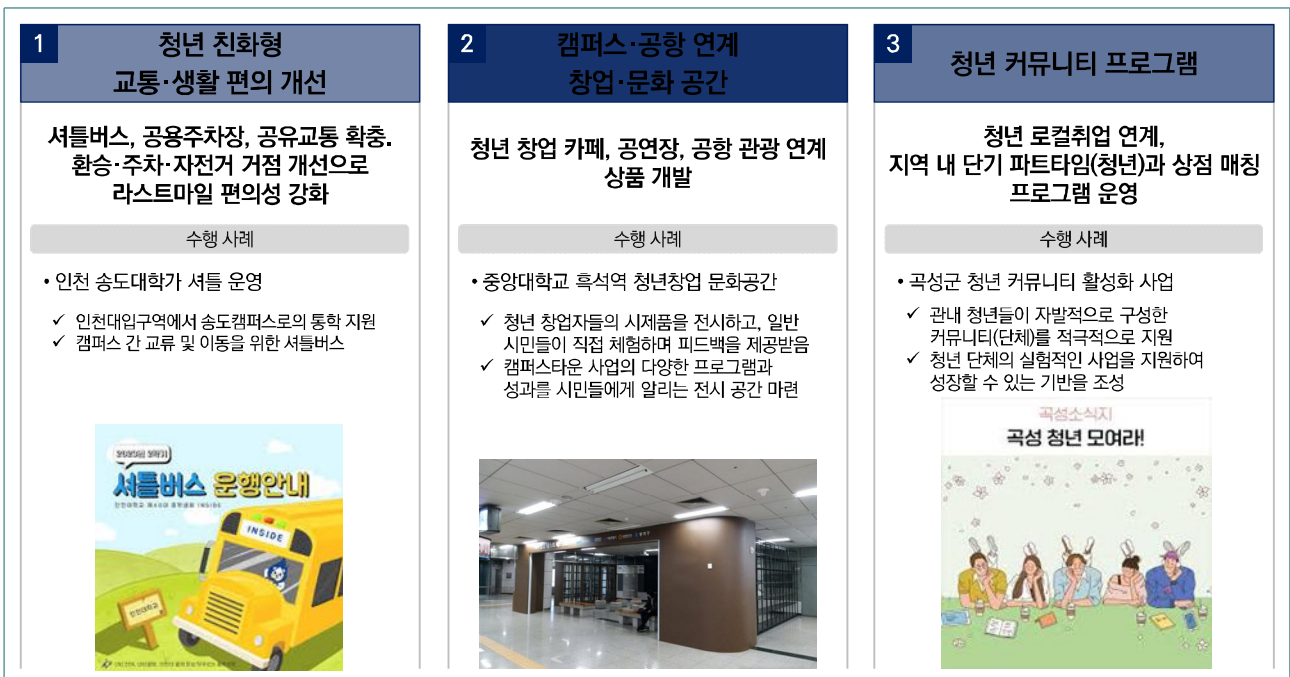 1
청년 친화형
교통·생활 편의 개선
셔틀버스, 공용주차장, 공유교통 확충.
환승·주차·자전거 거점 개선으로
라스트마일 편의성 강화
수행 사례
• 인천 송도대학가 셔틀 운영
✓ 인천대입구역에서 송도캠퍼스로의 통학 지원
✓ 캠퍼스 간 교류 및 이동을 위한 셔틀버스
셔틀버스 운행안내
INSIDE
인천대학교
2
캠퍼스·공항 연계
창업·문화 공간
청년 창업 카페, 공연장, 공항 관광 연계
상품 개발
수행 사례
• 중앙대학교 흑석역 청년창업 문화공간
✓ 청년 창업자들의 시제품을 전시하고, 일반
시민들이 직접 체험하며 피드백을 제공받음
✓ 캠퍼스타운 사업의 다양한 프로그램과
성과를 시민들에게 알리는 전시 공간 마련
3
청년 커뮤니티 프로그램
청년 로컬취업 연계,
지역 내 단기 파트타임(청년)과 상점 매칭
프로그램 운영
수행 사례
• 곡성군 청년 커뮤니티 활성화 사업
✓ 관내 청년들이 자발적으로 구성한
커뮤니티(단체)를 적극적으로 지원
✓ 청년 단체의 실험적인 사업을 지원하여
성장할 수 있는 기반을 조성
곡성소식지
곡성 청년 모여라!